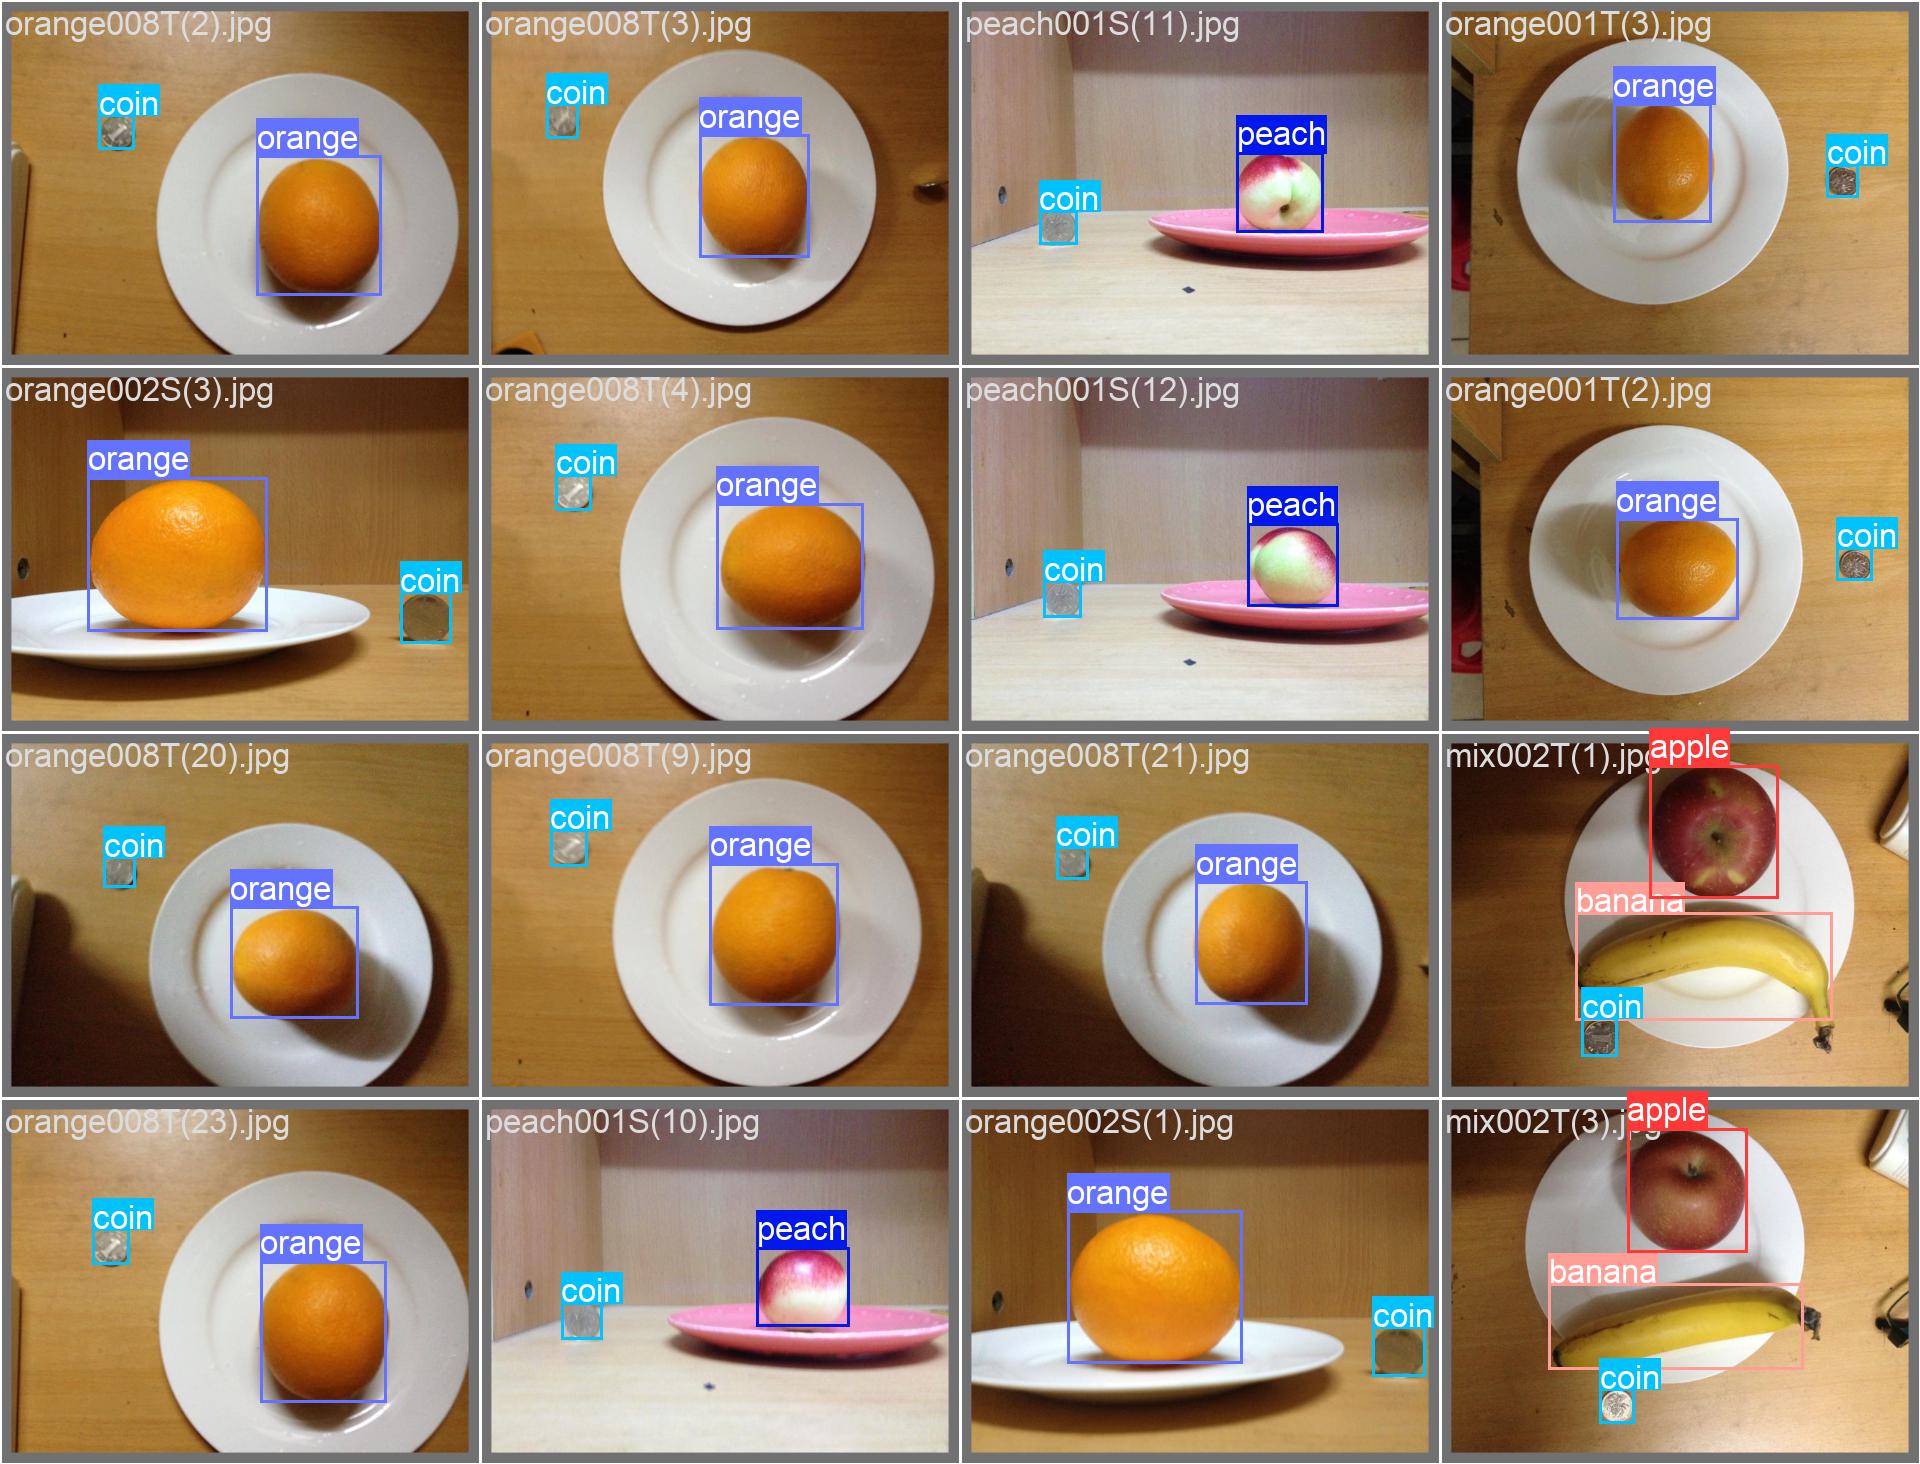 orange008T(2).jpg
coin
orange
orange008T(3).jpg
coin
orange
peach001S(11).jpg
peach
coin
orange001T(3).jpg
orange
coin
orange002S(3).jpg
orange
coin
orange008T(4).jpg
coin
orange
peach001S(12).jpg
peach
coin
orange001T(2).jpg
orange
coin
orange008T(20).jpg
coin
orange
orange008T(9).jpg
coin
orange
orange008T(21).jpg
coin
orange
mix002T(1).jpg
apple
banana
coin
orange008T(23).jpg
coin
orange
peach001S(10).jpg
peach
coin
orange002S(1).jpg
orange
coin
mix002T(3).jpg
apple
banana
coin